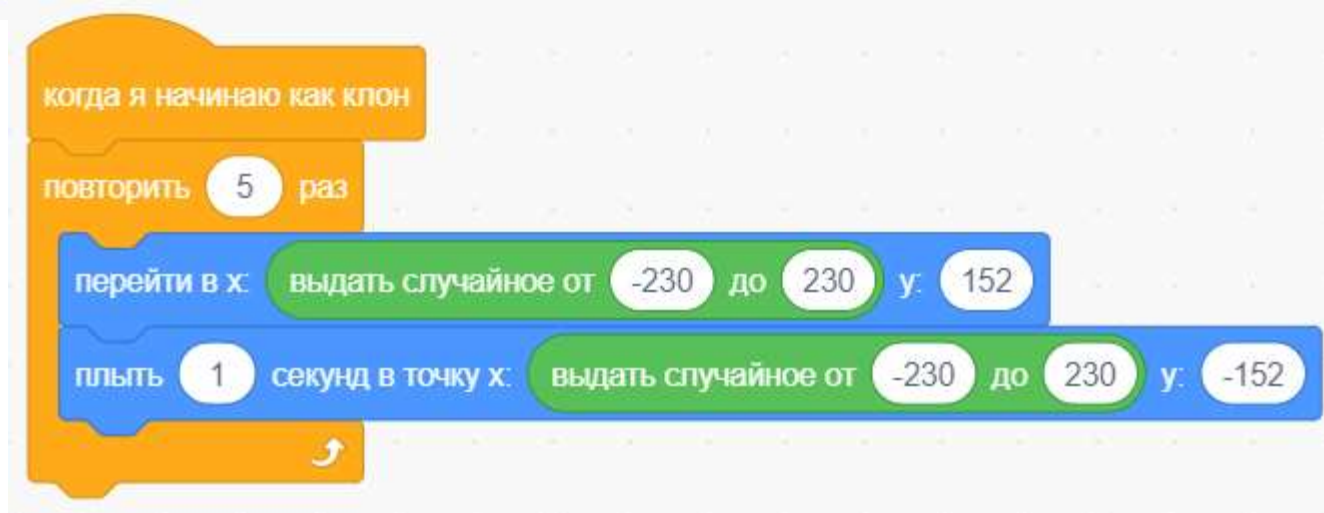 когда я начинаю как клон
повторить 5 раз
перейти в x: выдать случайное от -230 до 230 y: 152
плыть 1 секунд в точку x: выдать случайное от -230 до 230 y: -152